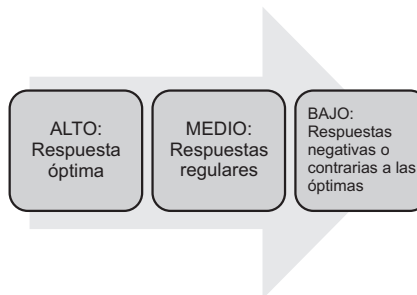 ALTO:
Respuesta
óptima
MEDIO:
Respuestas
regulares
BAJO:
Respuestas
negativas o
contrarias a las
óptimas